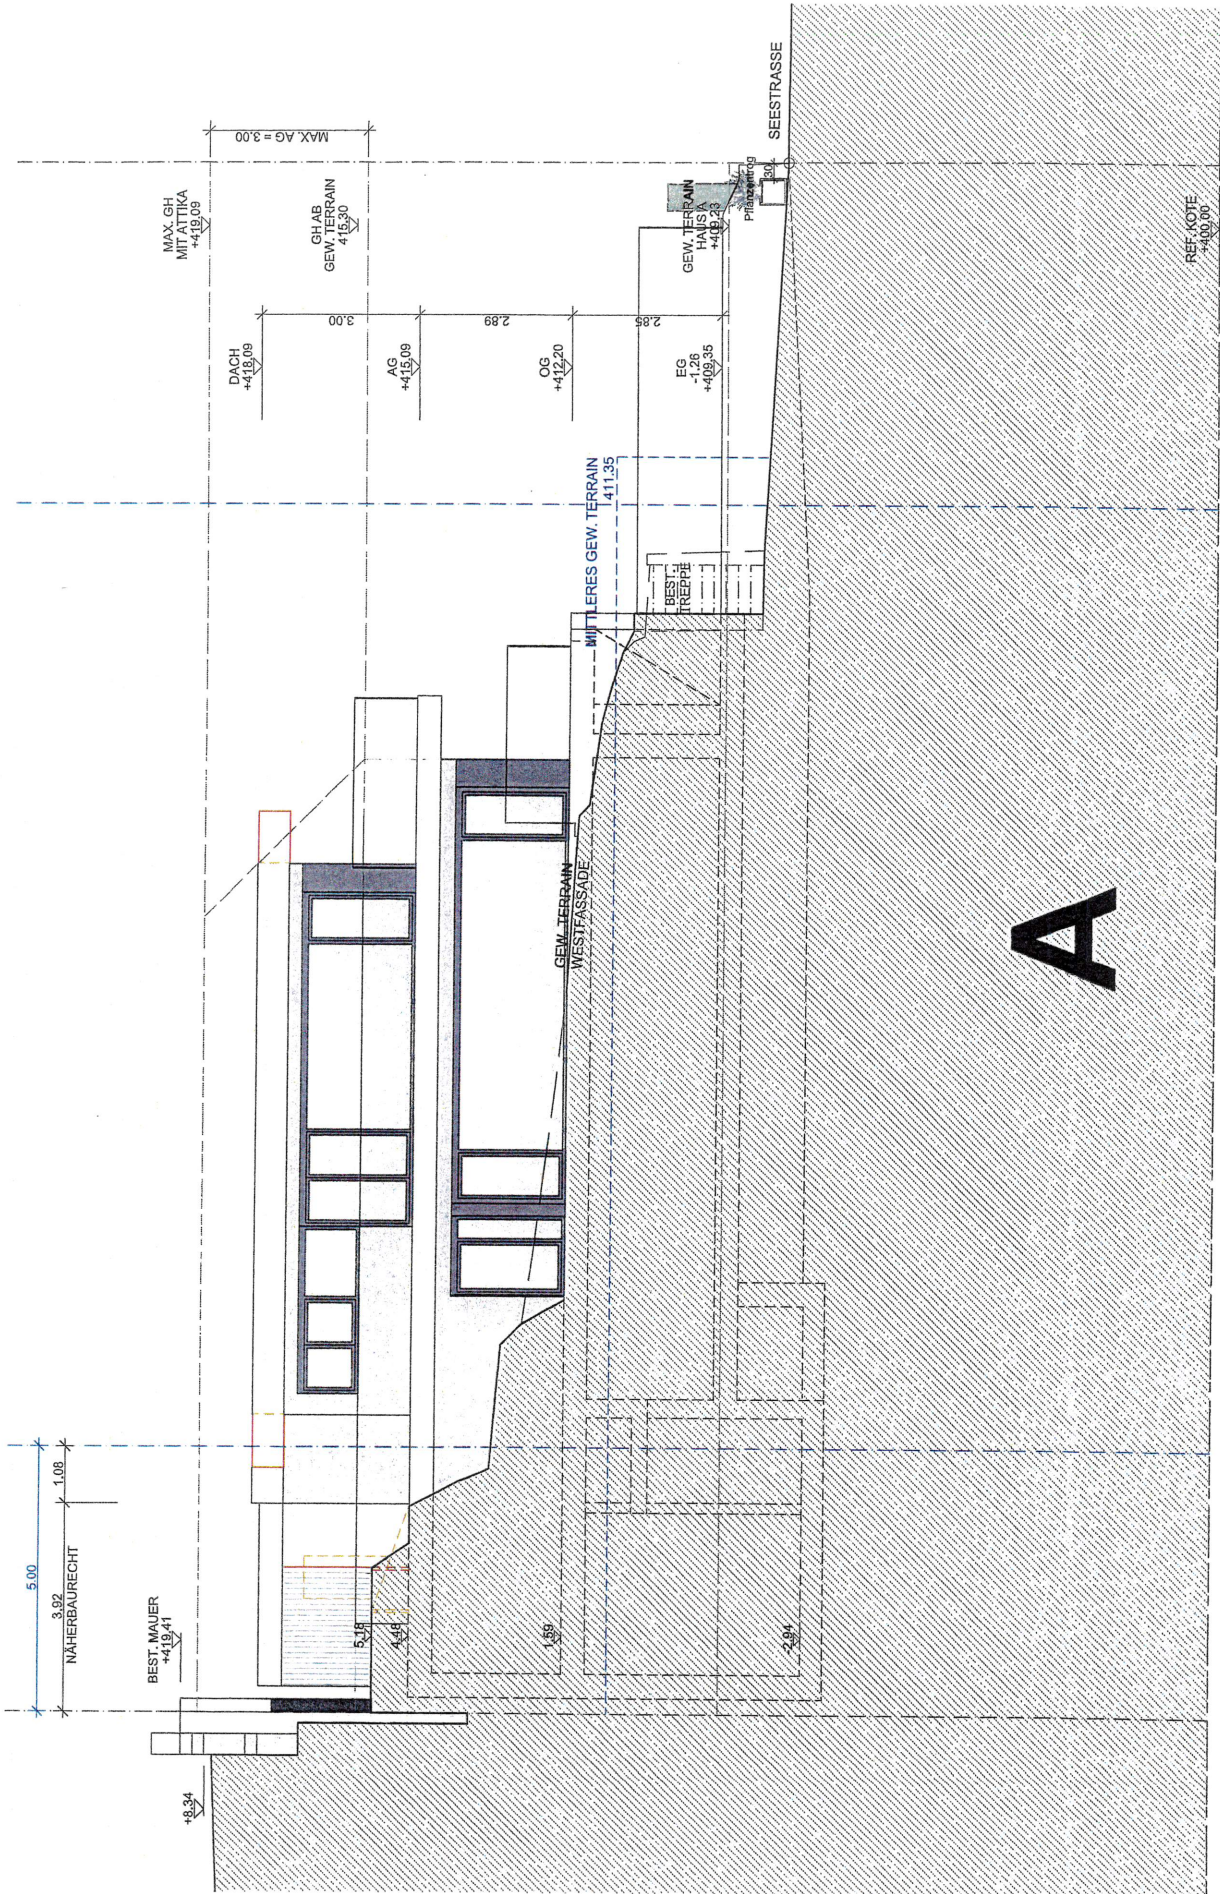 5.00
3.92
1.08
NÄHERBAURECHT
BEST. MAUER
+419.41
+8.34
MAX. GH
MIT ATTIKA
+419.09
MAX. AG = 3.00
GH AB
GEW. TERRAIN
415.30
DACH
+418.09
3.00
AG
+415.09
2.89
OG
+412.20
2.85
EG
-1.26
+409.35
GEW. TERRAIN
HAUS A
+409.23
Pflanzentrog
30
SEESTRASSE
MITTLERES GEW. TERRAIN
411.35
BEST.
TREPPE
GEW. TERRAIN
WESTFASSADE
5.18
4.48
1.59
-2.94
A
REF. KOTE
+400.00